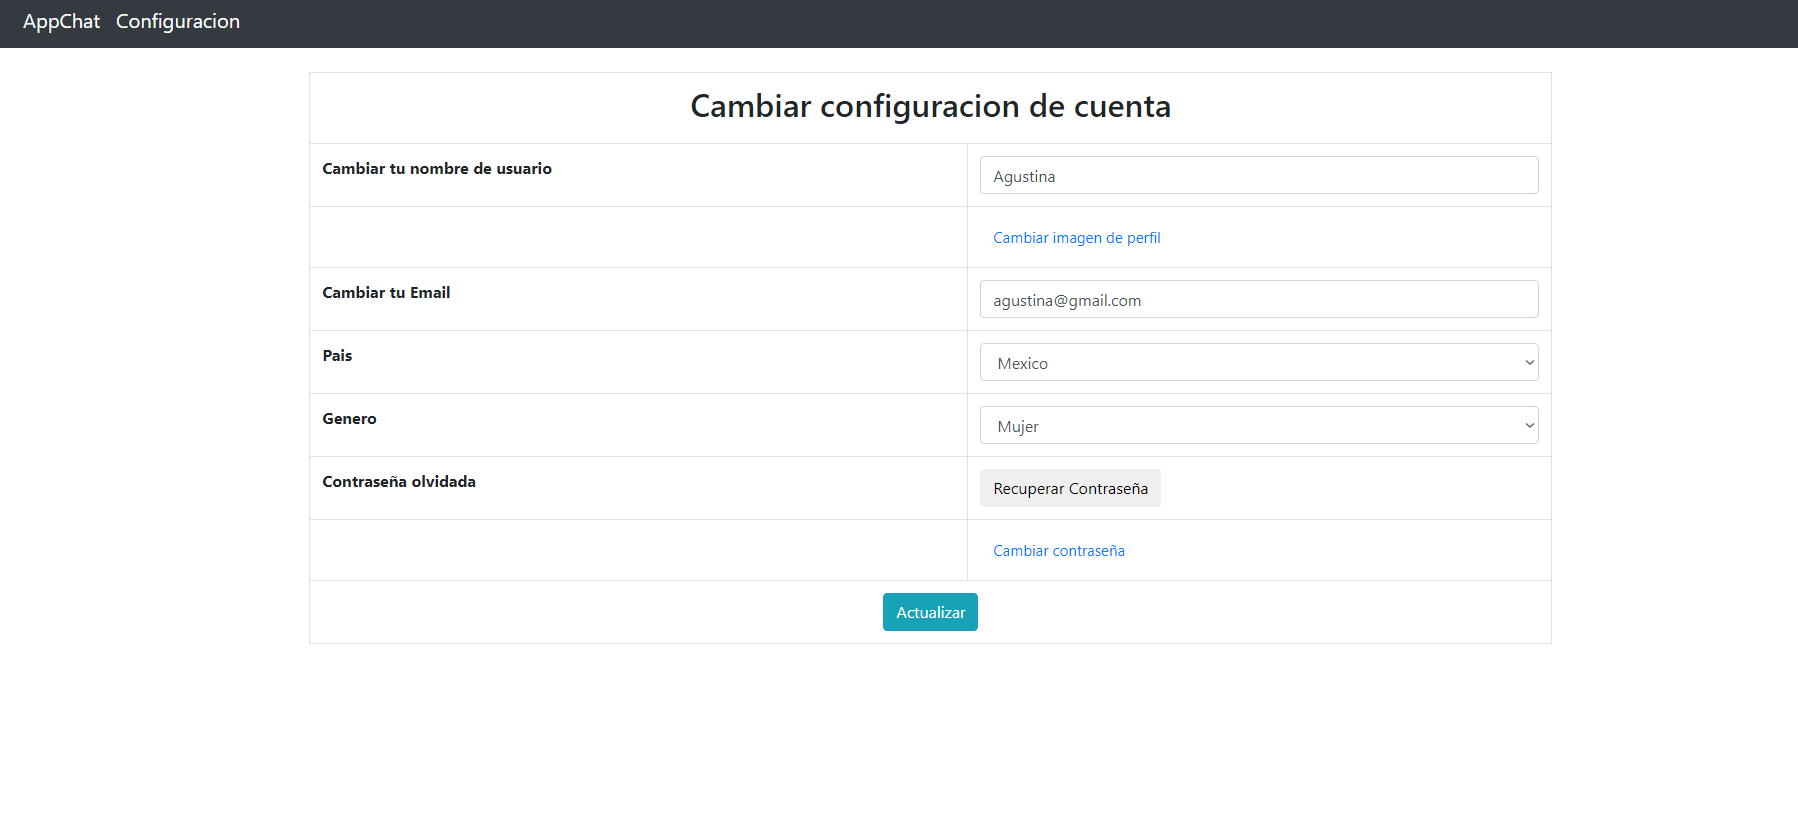 AppChat Configuracion
Cambiar configuracion de cuenta
Cambiar tu nombre de usuario
Agustina
Cambiar imagen de perfil
Cambiar tu Email
agustina@gmail.com
Pais
Mexico
Genero
Mujer
Contraseña olvidada
Recuperar Contraseña
Cambiar contraseña
Actualizar